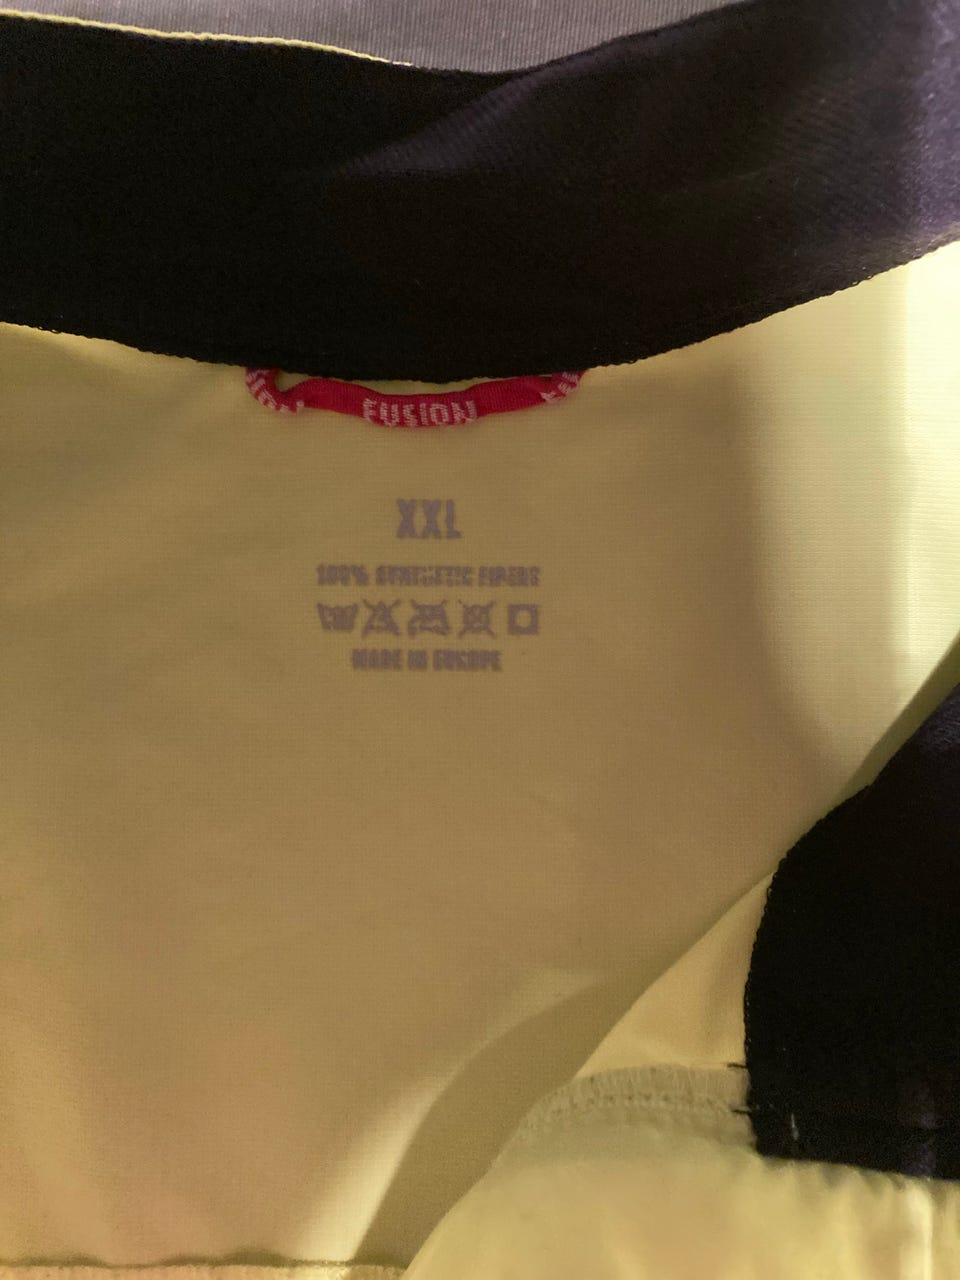 FUSION
XXL
100% SYNTHETIC FIBERS
MADE IN EUROPE